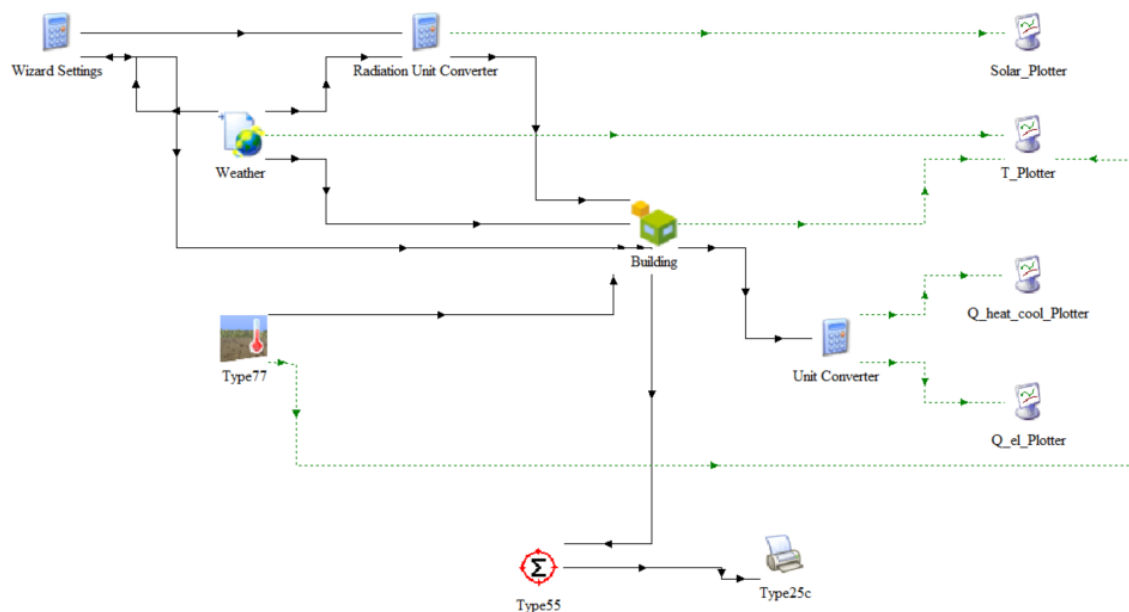 Wizard Settings
Radiation Unit Converter
Solar_Plotter
Weather
T_Plotter
Building
Q_heat_cool_Plotter
Type77
Unit Converter
Q_el_Plotter
Σ
Type55
Type25c